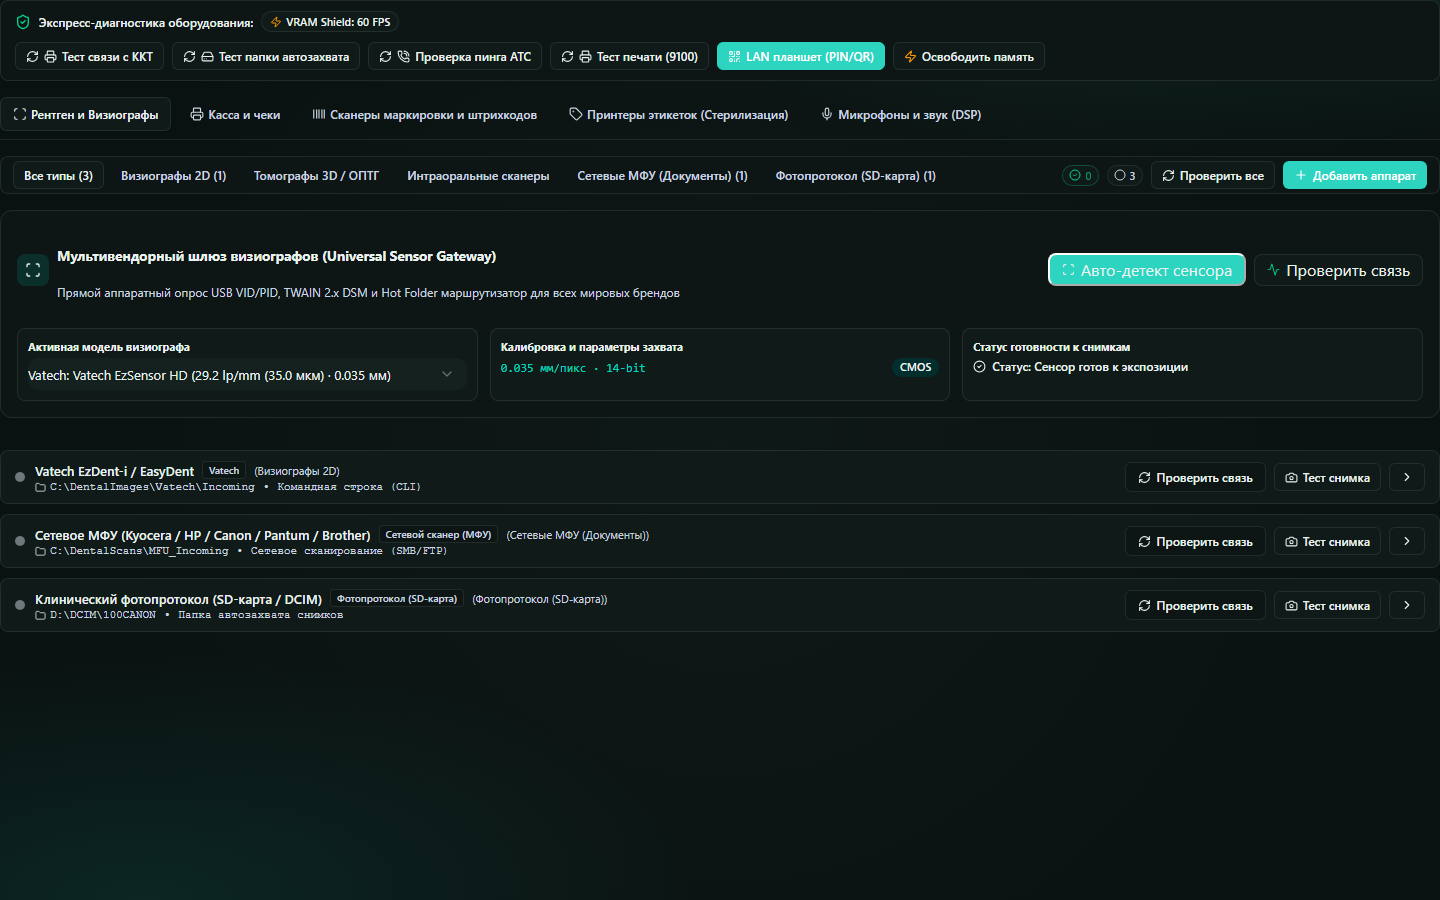 Экспресс-диагностика оборудования: VRAM Shield: 60 FPS
Тест связи с ККТ Тест папки автозахвата Проверка пинга АТС Тест печати (9100) LAN планшет (PIN/QR) Освободить память
Рентген и Визиографы Касса и чеки Сканеры маркировки и штрихкодов Принтеры этикеток (Стерилизация) Микрофоны и звук (DSP)
Все типы (3) Визиографы 2D (1) Томографы 3D / ОПТГ Интраоральные сканеры Сетевые МФУ (Документы) (1) Фотопротокол (SD-карта) (1) 0 3 Проверить все Добавить аппарат
Мультивендорный шлюз визиографов (Universal Sensor Gateway)
Авто-детект сенсора Проверить связь
Прямой аппаратный опрос USB VID/PID, TWAIN 2.x DSM и Hot Folder маршрутизатор для всех мировых брендов
Активная модель визиографа
Vatech: Vatech EzSensor HD (29.2 lp/mm (35.0 мкм) · 0.035 мм)
Калибровка и параметры захвата
0.035 мм/пикс · 14-bit CMOS
Статус готовности к снимкам
Статус: Сенсор готов к экспозиции
Vatech EzDent-i / EasyDent Vatech (Визиографы 2D)
C:\DentalImages\Vatech\Incoming • Командная строка (CLI)
Проверить связь Тест снимка
Сетевое МФУ (Kyocera / HP / Canon / Pantum / Brother) Сетевой сканер (МФУ) (Сетевые МФУ (Документы))
C:\DentalScans\MFU_Incoming • Сетевое сканирование (SMB/FTP)
Проверить связь Тест снимка
Клинический фотопротокол (SD-карта / DCIM) Фотопротокол (SD-карта) (Фотопротокол (SD-карта))
D:\DCIM\100CANON • Папка автозахвата снимков
Проверить связь Тест снимка